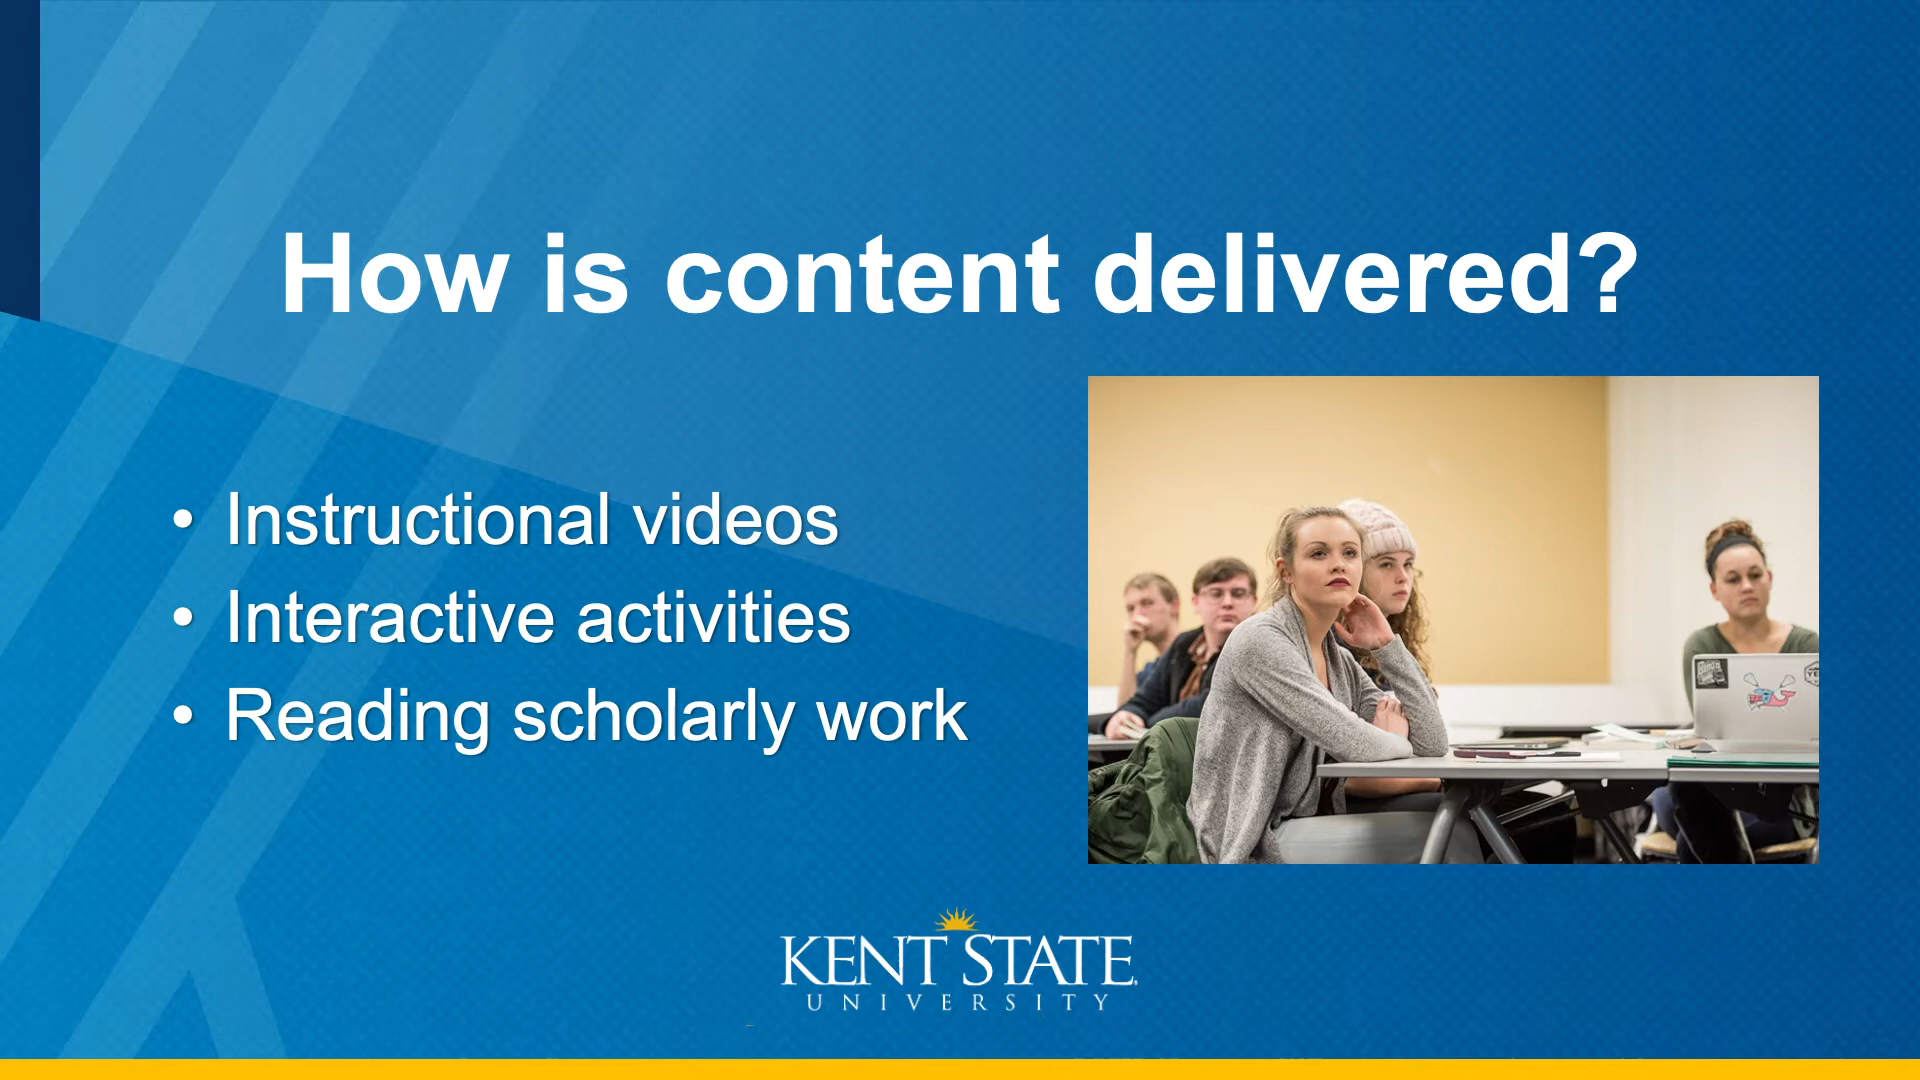 How is content delivered?
• Instructional videos
• Interactive activities
• Reading scholarly work
KENT STATE
UNIVERSITY